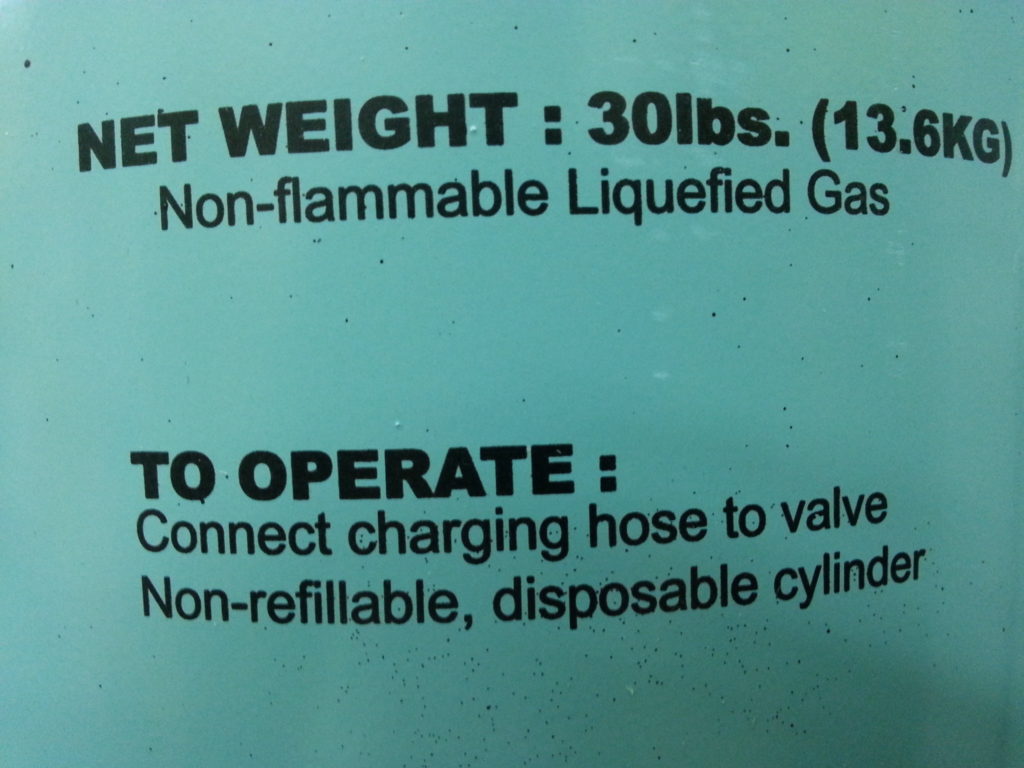 NET WEIGHT : 30lbs. (13.6KG)
Non-flammable Liquefied Gas
TO OPERATE :
Connect charging hose to valve
Non-refillable, disposable cylinder